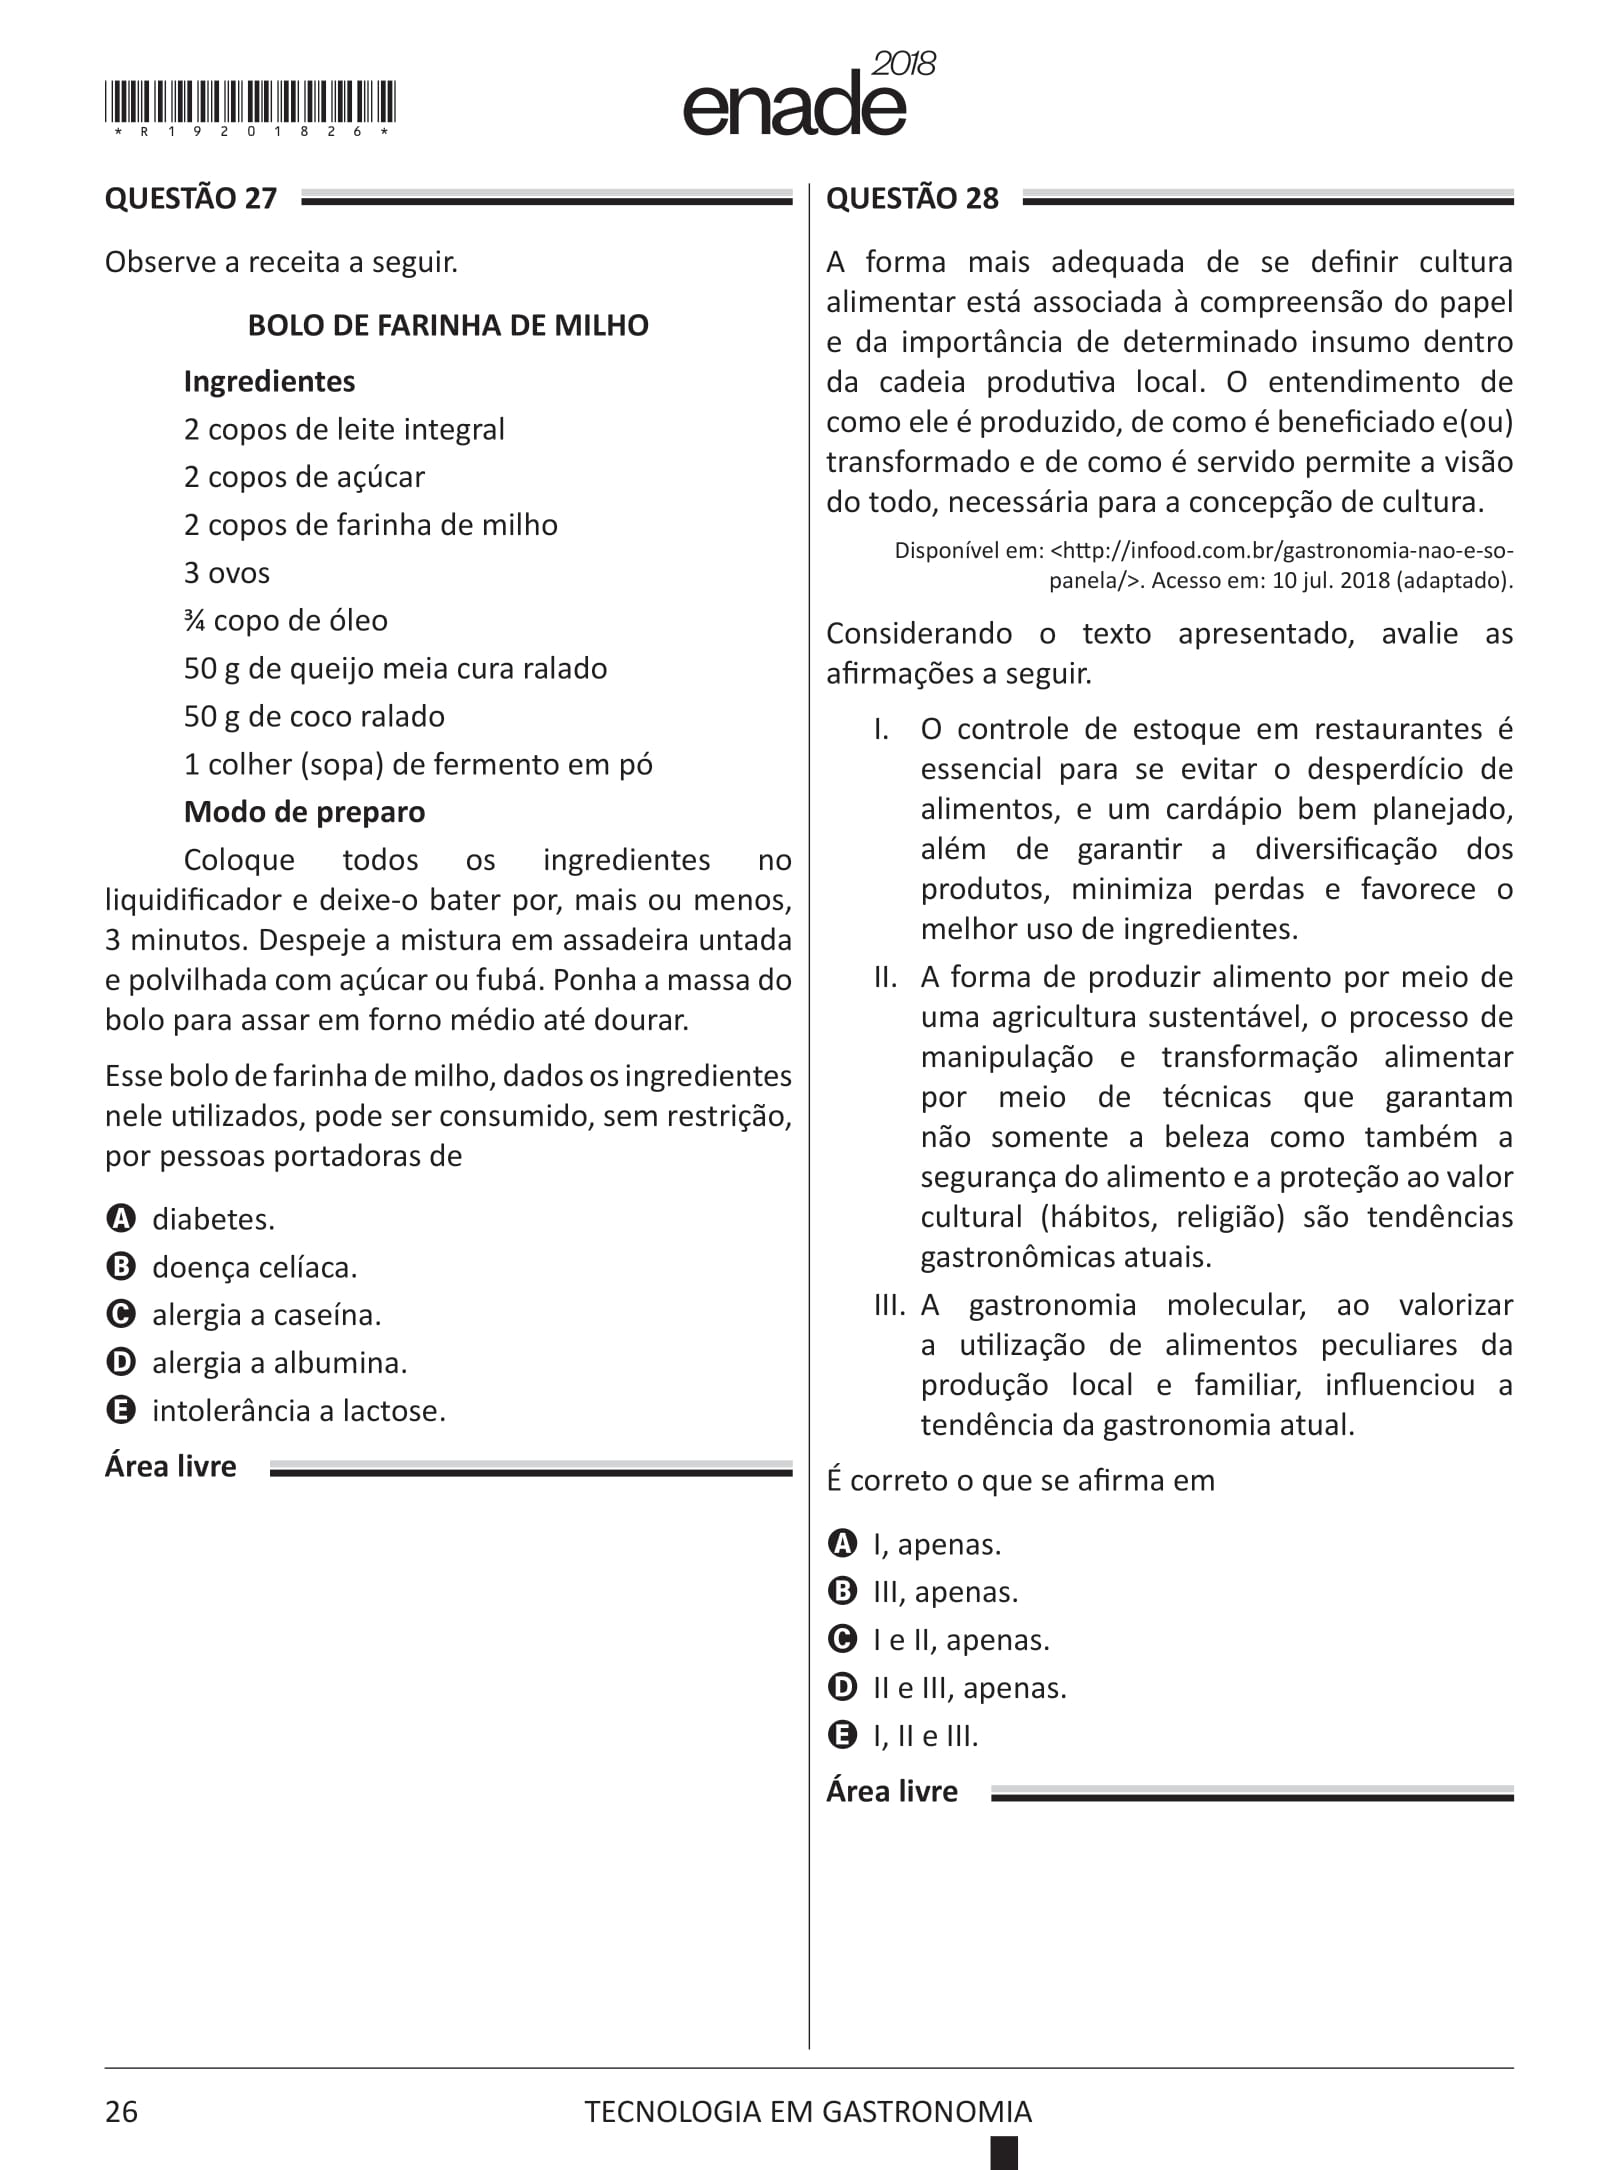 *R19201826*
enade 2018
QUESTÃO 27
Observe a receita a seguir.
BOLO DE FARINHA DE MILHO
Ingredientes
2 copos de leite integral
2 copos de açúcar
2 copos de farinha de milho
3 ovos
¾ copo de óleo
50 g de queijo meia cura ralado
50 g de coco ralado
1 colher (sopa) de fermento em pó
Modo de preparo
Coloque todos os ingredientes no
liquidificador e deixe-o bater por, mais ou menos,
3 minutos. Despeje a mistura em assadeira untada
e polvilhada com açúcar ou fubá. Ponha a massa do
bolo para assar em forno médio até dourar.
Esse bolo de farinha de milho, dados os ingredientes
nele utilizados, pode ser consumido, sem restrição,
por pessoas portadoras de
A diabetes.
B doença celíaca.
C alergia a caseína.
D alergia a albumina.
E intolerância a lactose.
Área livre
QUESTÃO 28
A forma mais adequada de se definir cultura
alimentar está associada à compreensão do papel
e da importância de determinado insumo dentro
da cadeia produtiva local. O entendimento de
como ele é produzido, de como é beneficiado e(ou)
transformado e de como é servido permite a visão
do todo, necessária para a concepção de cultura.
Disponível em: <http://infood.com.br/gastronomia-nao-e-so-
panela/>. Acesso em: 10 jul. 2018 (adaptado).
Considerando o texto apresentado, avalie as
afirmações a seguir.
I. O controle de estoque em restaurantes é
essencial para se evitar o desperdício de
alimentos, e um cardápio bem planejado,
além de garantir a diversificação dos
produtos, minimiza perdas e favorece o
melhor uso de ingredientes.
II. A forma de produzir alimento por meio de
uma agricultura sustentável, o processo de
manipulação e transformação alimentar
por meio de técnicas que garantam
não somente a beleza como também a
segurança do alimento e a proteção ao valor
cultural (hábitos, religião) são tendências
gastronômicas atuais.
III. A gastronomia molecular, ao valorizar
a utilização de alimentos peculiares da
produção local e familiar, influenciou a
tendência da gastronomia atual.
É correto o que se afirma em
A I, apenas.
B III, apenas.
C I e II, apenas.
D II e III, apenas.
E I, II e III.
Área livre
26
TECNOLOGIA EM GASTRONOMIA